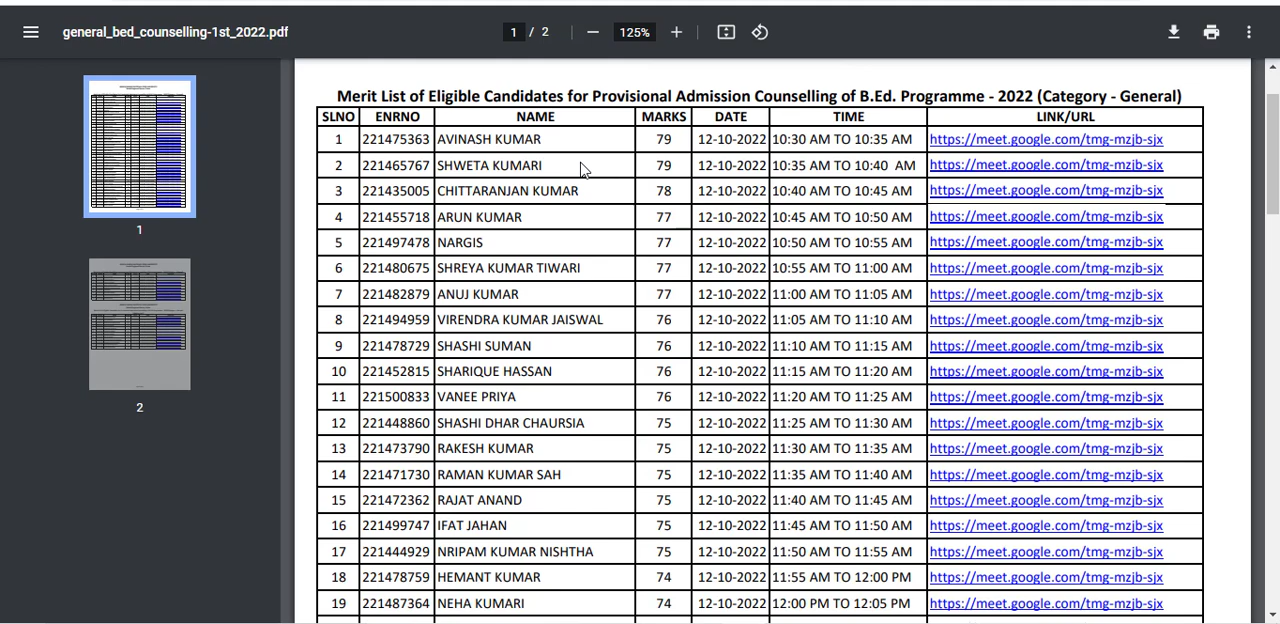 general_bed_counselling-1st_2022.pdf
1 / 2
125%
1
2
Merit List of Eligible Candidates for Provisional Admission Counselling of B.Ed. Programme - 2022 (Category - General)
SLNO ENRNO NAME MARKS DATE TIME LINK/URL
1 221475363 AVINASH KUMAR 79 12-10-2022 10:30 AM TO 10:35 AM https://meet.google.com/tmg-mzjb-sjx
2 221465767 SHWETA KUMARI 79 12-10-2022 10:35 AM TO 10:40 AM https://meet.google.com/tmg-mzjb-sjx
3 221435005 CHITTARANJAN KUMAR 78 12-10-2022 10:40 AM TO 10:45 AM https://meet.google.com/tmg-mzjb-sjx
4 221455718 ARUN KUMAR 77 12-10-2022 10:45 AM TO 10:50 AM https://meet.google.com/tmg-mzjb-sjx
5 221497478 NARGIS 77 12-10-2022 10:50 AM TO 10:55 AM https://meet.google.com/tmg-mzjb-sjx
6 221480675 SHREYA KUMAR TIWARI 77 12-10-2022 10:55 AM TO 11:00 AM https://meet.google.com/tmg-mzjb-sjx
7 221482879 ANUJ KUMAR 77 12-10-2022 11:00 AM TO 11:05 AM https://meet.google.com/tmg-mzjb-sjx
8 221494959 VIRENDRA KUMAR JAISWAL 76 12-10-2022 11:05 AM TO 11:10 AM https://meet.google.com/tmg-mzjb-sjx
9 221478729 SHASHI SUMAN 76 12-10-2022 11:10 AM TO 11:15 AM https://meet.google.com/tmg-mzjb-sjx
10 221452815 SHARIQUE HASSAN 76 12-10-2022 11:15 AM TO 11:20 AM https://meet.google.com/tmg-mzjb-sjx
11 221500833 VANEE PRIYA 76 12-10-2022 11:20 AM TO 11:25 AM https://meet.google.com/tmg-mzjb-sjx
12 221448860 SHASHI DHAR CHAURSIA 75 12-10-2022 11:25 AM TO 11:30 AM https://meet.google.com/tmg-mzjb-sjx
13 221473790 RAKESH KUMAR 75 12-10-2022 11:30 AM TO 11:35 AM https://meet.google.com/tmg-mzjb-sjx
14 221471730 RAMAN KUMAR SAH 75 12-10-2022 11:35 AM TO 11:40 AM https://meet.google.com/tmg-mzjb-sjx
15 221472362 RAJAT ANAND 75 12-10-2022 11:40 AM TO 11:45 AM https://meet.google.com/tmg-mzjb-sjx
16 221499747 IFAT JAHAN 75 12-10-2022 11:45 AM TO 11:50 AM https://meet.google.com/tmg-mzjb-sjx
17 221444929 NRIPAM KUMAR NISHTHA 75 12-10-2022 11:50 AM TO 11:55 AM https://meet.google.com/tmg-mzjb-sjx
18 221478759 HEMANT KUMAR 74 12-10-2022 11:55 AM TO 12:00 PM https://meet.google.com/tmg-mzjb-sjx
19 221487364 NEHA KUMARI 74 12-10-2022 12:00 PM TO 12:05 PM https://meet.google.com/tmg-mzjb-sjx